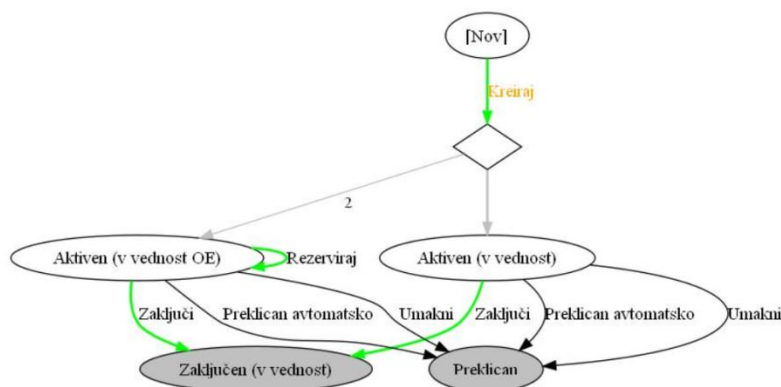 [Nov]
Kreiraj
2
Aktiven (v vednost OE)
Rezerviraj
Aktiven (v vednost)
Zaključi
Preklican avtomatsko
Umakni
Zaključi
Preklican avtomatsko
Umakni
Zaključen (v vednost)
Preklican